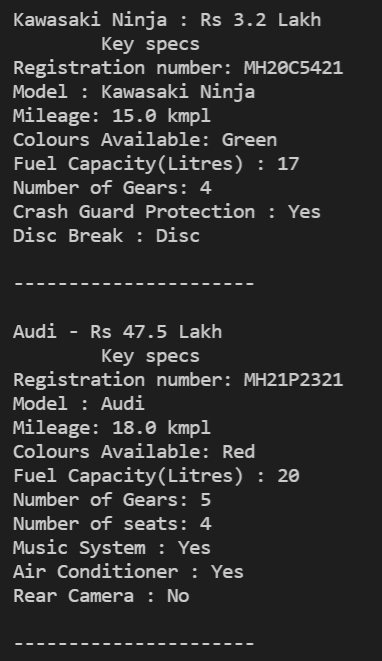 Kawasaki Ninja : Rs 3.2 Lakh
Key specs
Registration number: MH20C5421
Model : Kawasaki Ninja
Mileage: 15.0 kmpl
Colours Available: Green
Fuel Capacity(Litres) : 17
Number of Gears: 4
Crash Guard Protection : Yes
Disc Break : Disc
----------------------
Audi - Rs 47.5 Lakh
Key specs
Registration number: MH21P2321
Model : Audi
Mileage: 18.0 kmpl
Colours Available: Red
Fuel Capacity(Litres) : 20
Number of Gears: 5
Number of seats: 4
Music System : Yes
Air Conditioner : Yes
Rear Camera : No
----------------------